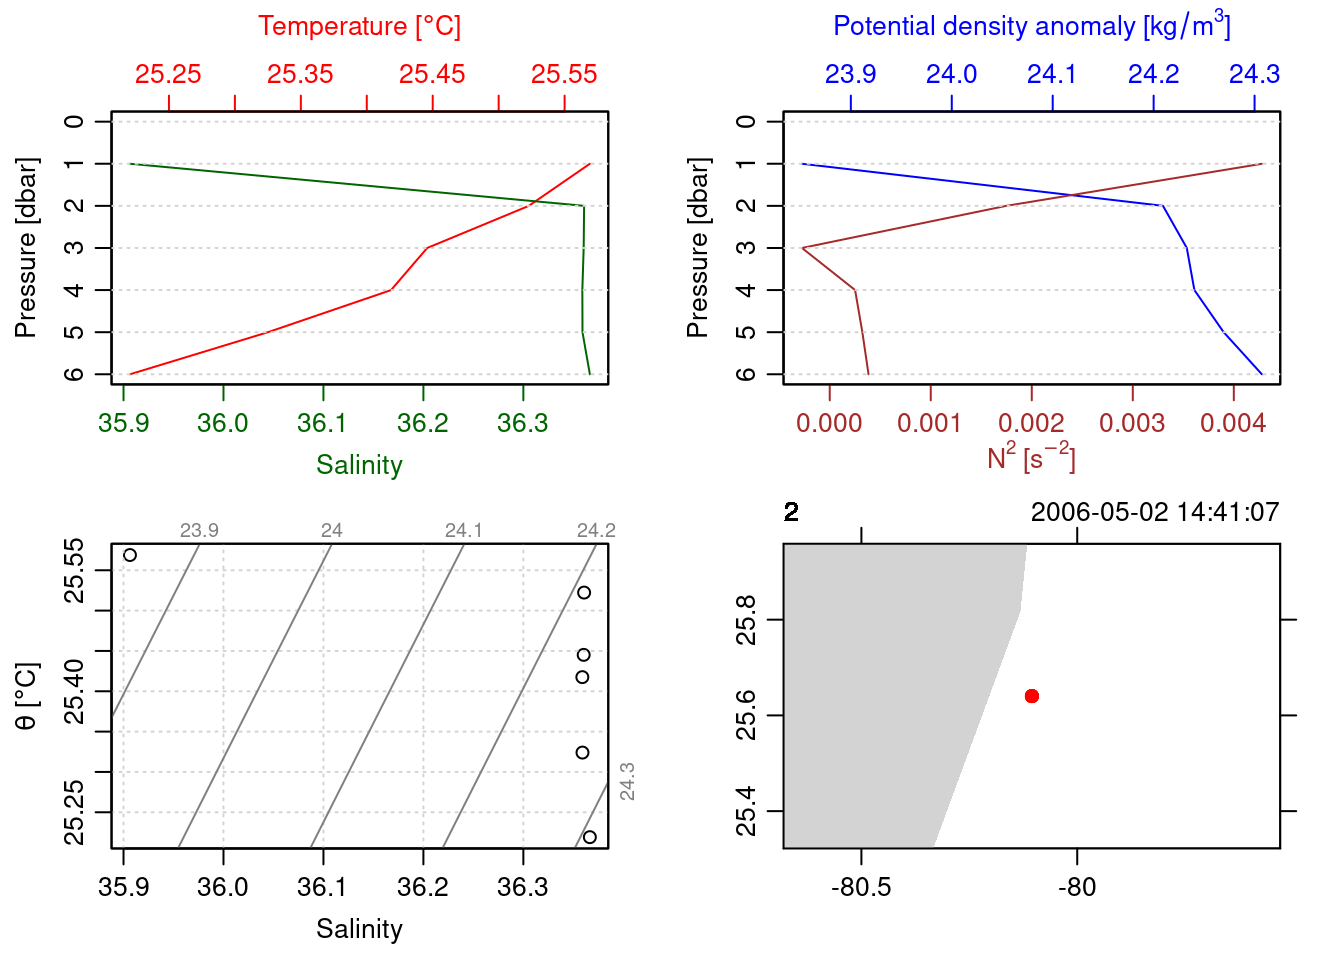 Temperature [°C]
25.25 25.35 25.45 25.55
Pressure [dbar]
0
1
2
3
4
5
6
35.9 36.0 36.1 36.2 36.3
Salinity
Potential density anomaly [kg/m³]
23.9 24.0 24.1 24.2 24.3
Pressure [dbar]
0
1
2
3
4
5
6
0.000 0.001 0.002 0.003 0.004
N² [s⁻²]
23.9 24 24.1 24.2
24.3
θ [°C]
25.55
25.40
25.25
35.9 36.0 36.1 36.2 36.3
Salinity
2 2006-05-02 14:41:07
25.8
25.6
25.4
-80.5 -80